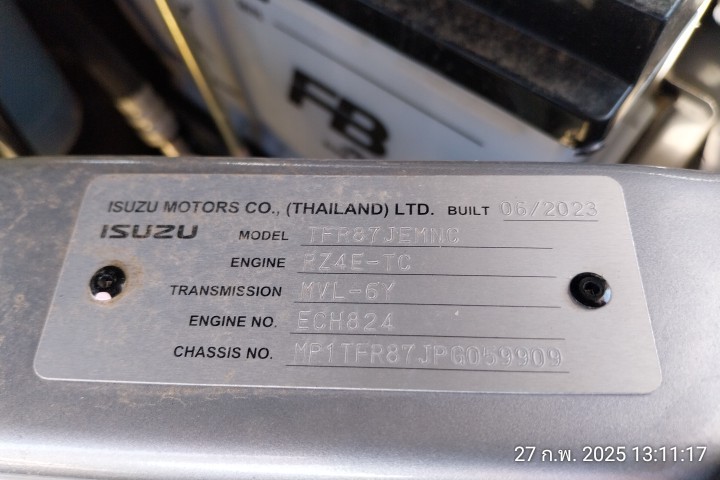 FB
ISUZU MOTORS CO., (THAILAND) LTD. BUILT 06/2023
ISUZU MODEL TFR87JEMNC
ENGINE RZ4E-TC
TRANSMISSION MVL-6Y
ENGINE NO. ECH824
CHASSIS NO. MP1TFR87JPG059909
27 ก.พ. 2025 13:11:17